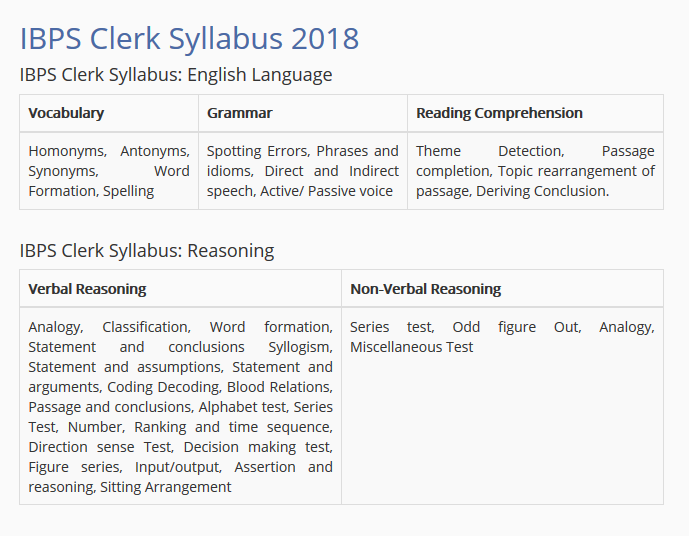 IBPS Clerk Syllabus 2018
IBPS Clerk Syllabus: English Language
Vocabulary
Grammar
Reading Comprehension
Homonyms, Antonyms,
Synonyms, Word
Formation, Spelling
Spotting Errors, Phrases and
idioms, Direct and Indirect
speech, Active/ Passive voice
Theme Detection, Passage
completion, Topic rearrangement of
passage, Deriving Conclusion.
IBPS Clerk Syllabus: Reasoning
Verbal Reasoning
Non-Verbal Reasoning
Analogy, Classification, Word formation,
Statement and conclusions Syllogism,
Statement and assumptions, Statement and
arguments, Coding Decoding, Blood Relations,
Passage and conclusions, Alphabet test, Series
Test, Number, Ranking and time sequence,
Direction sense Test, Decision making test,
Figure series, Input/output, Assertion and
reasoning, Sitting Arrangement
Series test, Odd figure Out, Analogy,
Miscellaneous Test